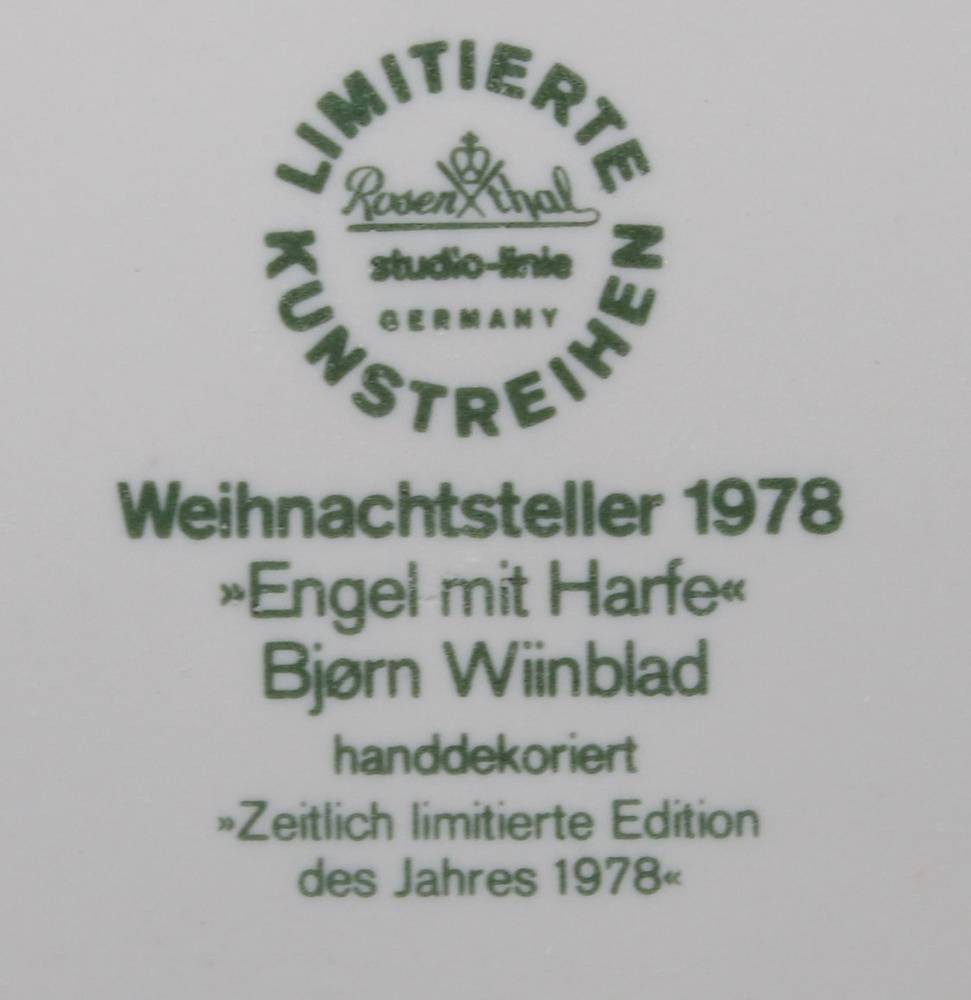 LIMITIERTE
Rosenthal
studio-linie
GERMANY
KUNSTREIHEN
Weihnachtsteller 1978
»Engel mit Harfe«
Bjørn Wiinblad
handdekoriert
»Zeitlich limitierte Edition
des Jahres 1978«